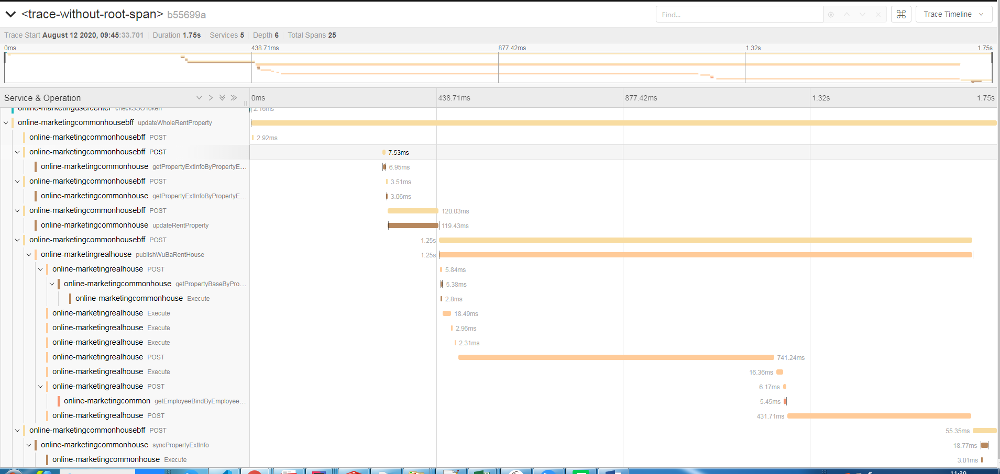 <trace-without-root-span> b55699a
Find...
Trace Timeline
Trace Start August 12 2020, 09:45:33.701 Duration 1.75s Services 5 Depth 6 Total Spans 25
0ms 438.71ms 877.42ms 1.32s 1.75s
Service & Operation 0ms 438.71ms 877.42ms 1.32s 1.75s
online-marketingusercenter checkSSOToken 2.16ms
online-marketingcommonhousebff updateWholeRentProperty
online-marketingcommonhousebff POST 2.92ms
online-marketingcommonhousebff POST 7.53ms
online-marketingcommonhouse getPropertyExtInfoByPropertyE... 6.95ms
online-marketingcommonhousebff POST 3.51ms
online-marketingcommonhouse getPropertyExtInfoByPropertyE... 3.06ms
online-marketingcommonhousebff POST 120.03ms
online-marketingcommonhouse updateRentProperty 119.43ms
online-marketingcommonhousebff POST 1.25s
online-marketingrealhouse publishWuBaRentHouse 1.25s
online-marketingrealhouse POST 5.84ms
online-marketingcommonhouse getPropertyBaseByPro... 5.38ms
online-marketingcommonhouse Execute 2.8ms
online-marketingrealhouse Execute 18.49ms
online-marketingrealhouse Execute 2.96ms
online-marketingrealhouse Execute 2.31ms
online-marketingrealhouse POST 741.24ms
online-marketingrealhouse Execute 16.36ms
online-marketingrealhouse POST 6.17ms
online-marketingcommon getEmployeeBindByEmployee... 5.45ms
online-marketingrealhouse POST 431.71ms
online-marketingcommonhousebff POST 55.35ms
online-marketingcommonhouse syncPropertyExtInfo 18.77ms
online-marketingcommonhouse Execute 3.01ms